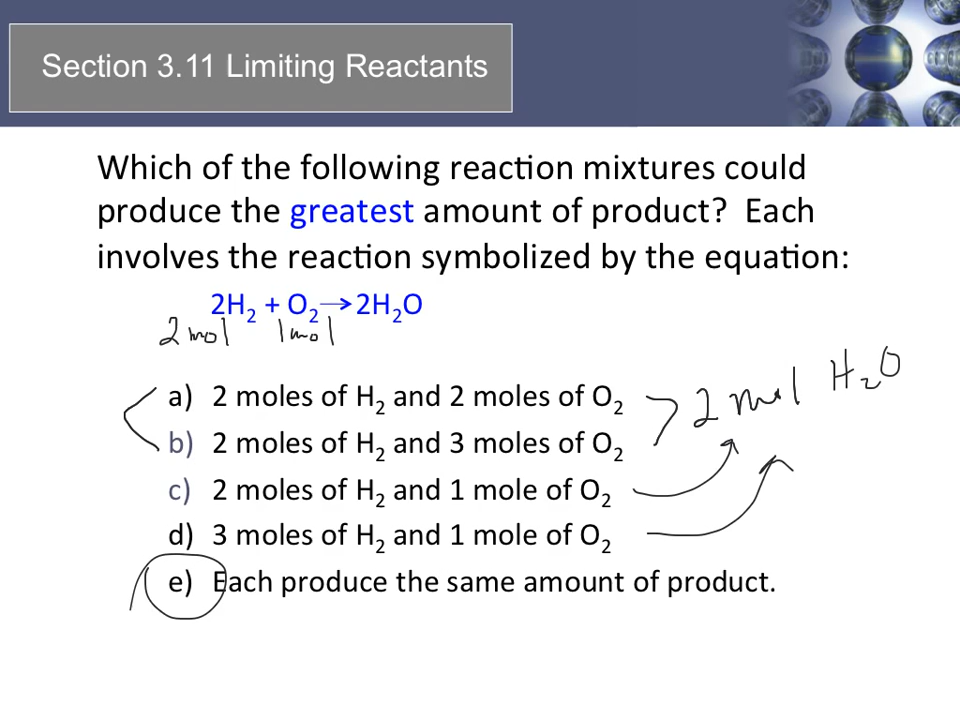 Section 3.11 Limiting Reactants
Which of the following reaction mixtures could
produce the greatest amount of product? Each
involves the reaction symbolized by the equation:
2H₂ + O₂→2H₂O
2 mol 1 mol
a) 2 moles of H₂ and 2 moles of O₂
2 mol H₂O
b) 2 moles of H₂ and 3 moles of O₂
c) 2 moles of H₂ and 1 mole of O₂
d) 3 moles of H₂ and 1 mole of O₂
e) Each produce the same amount of product.